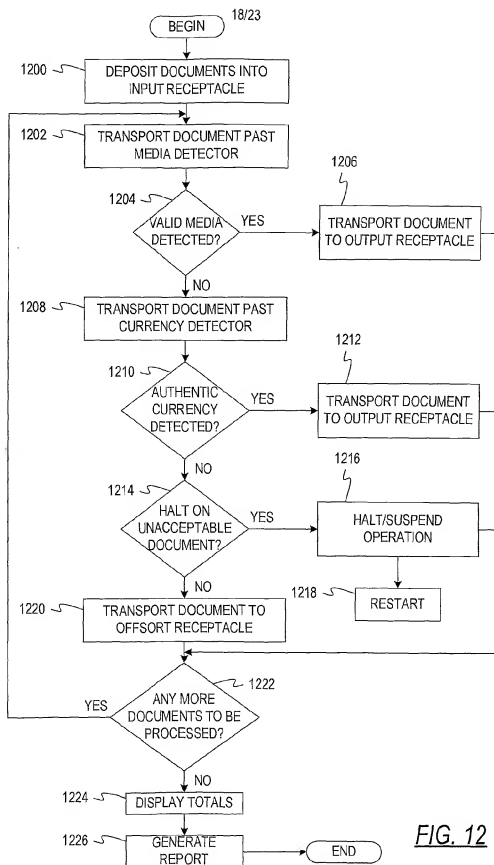 18/23
BEGIN
1200
DEPOSIT DOCUMENTS INTO
INPUT RECEPTACLE
1202
TRANSPORT DOCUMENT PAST
MEDIA DETECTOR
1204
VALID MEDIA
DETECTED?
YES
1206
TRANSPORT DOCUMENT
TO OUTPUT RECEPTACLE
NO
1208
TRANSPORT DOCUMENT PAST
CURRENCY DETECTOR
1210
AUTHENTIC
CURRENCY
DETECTED?
YES
1212
TRANSPORT DOCUMENT
TO OUTPUT RECEPTACLE
NO
1214
HALT ON
UNACCEPTABLE
DOCUMENT?
YES
1216
HALT/SUSPEND
OPERATION
1218
RESTART
NO
1220
TRANSPORT DOCUMENT TO
OFFSORT RECEPTACLE
1222
ANY MORE
DOCUMENTS TO BE
PROCESSED?
YES
NO
1224
DISPLAY TOTALS
1226
GENERATE
REPORT
END
FIG. 12